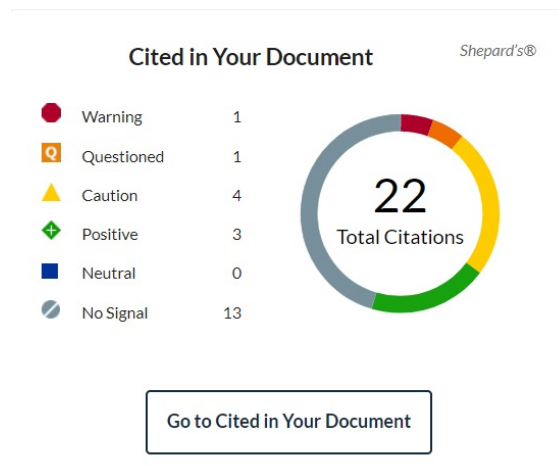 Cited in Your Document
Shepard's®
Warning 1
Q Questioned 1
Caution 4
Positive 3
Neutral 0
No Signal 13
22
Total Citations
Go to Cited in Your Document